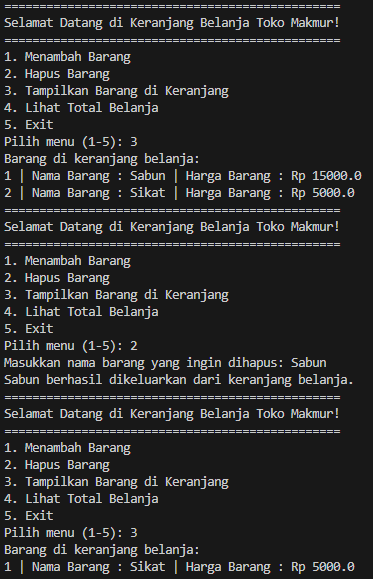 ================================================
Selamat Datang di Keranjang Belanja Toko Makmur!
================================================
1. Menambah Barang
2. Hapus Barang
3. Tampilkan Barang di Keranjang
4. Lihat Total Belanja
5. Exit
Pilih menu (1-5): 3
Barang di keranjang belanja:
1 | Nama Barang : Sabun | Harga Barang : Rp 15000.0
2 | Nama Barang : Sikat | Harga Barang : Rp 5000.0
================================================
Selamat Datang di Keranjang Belanja Toko Makmur!
================================================
1. Menambah Barang
2. Hapus Barang
3. Tampilkan Barang di Keranjang
4. Lihat Total Belanja
5. Exit
Pilih menu (1-5): 2
Masukkan nama barang yang ingin dihapus: Sabun
Sabun berhasil dikeluarkan dari keranjang belanja.
================================================
Selamat Datang di Keranjang Belanja Toko Makmur!
================================================
1. Menambah Barang
2. Hapus Barang
3. Tampilkan Barang di Keranjang
4. Lihat Total Belanja
5. Exit
Pilih menu (1-5): 3
Barang di keranjang belanja:
1 | Nama Barang : Sikat | Harga Barang : Rp 5000.0